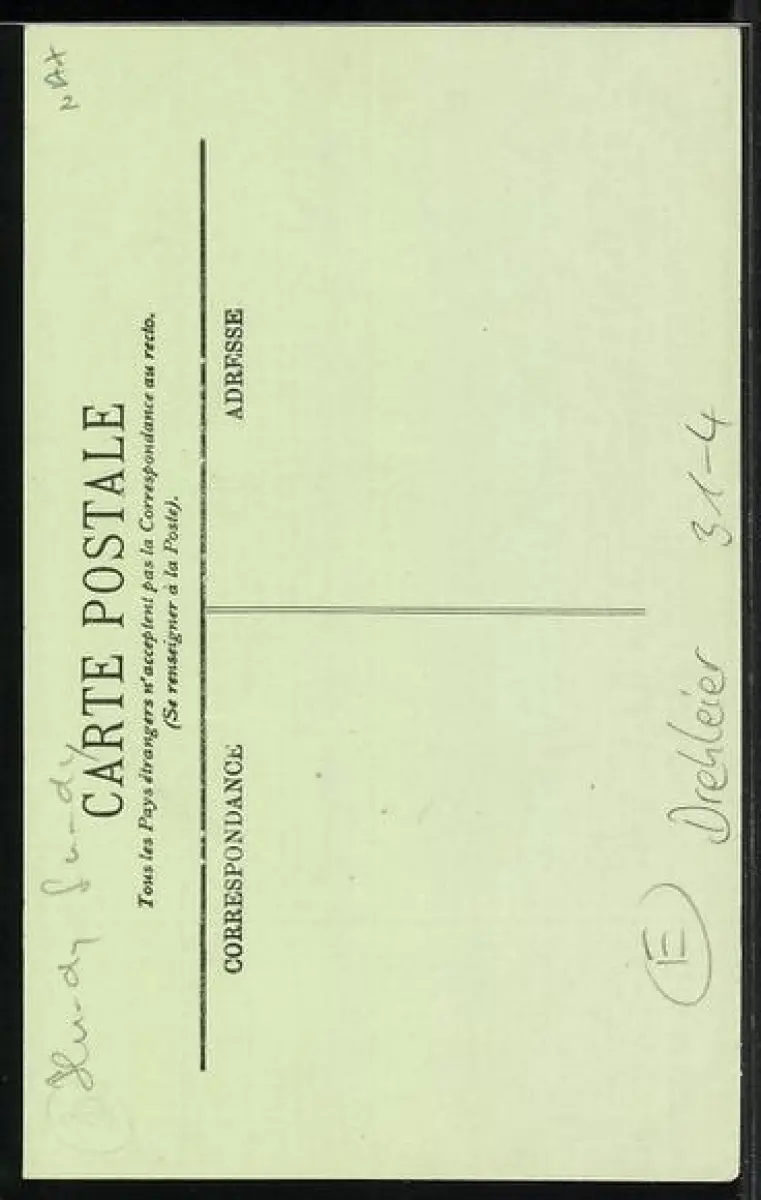 CARTE POSTALE
Tous les Pays étrangers n'acceptent pas la Correspondance au recto.
(Se renseigner à la Poste).
CORRESPONDANCE
ADRESSE
E
Drehleier 31-4